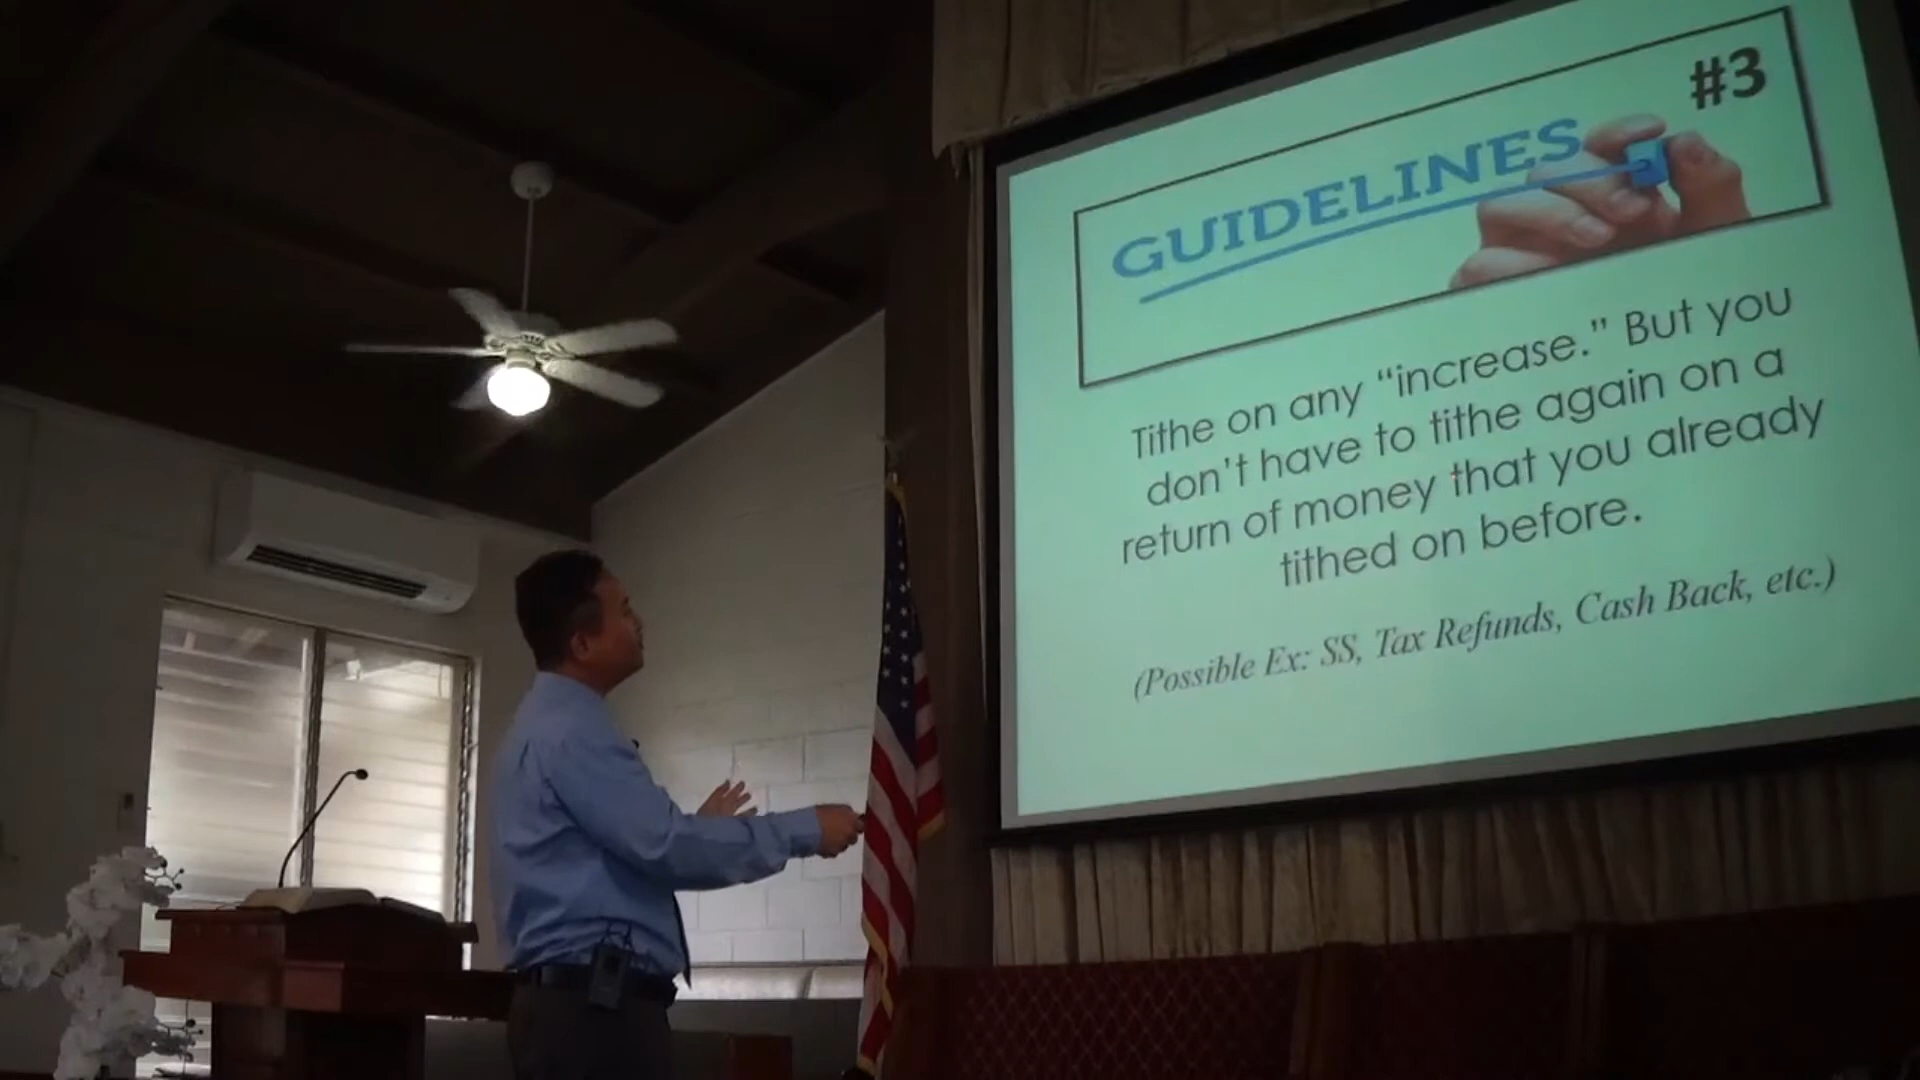 #3
GUIDELINES
Tithe on any “increase.” But you
don’t have to tithe again on a
return of money that you already
tithed on before.
(Possible Ex: SS, Tax Refunds, Cash Back, etc.)